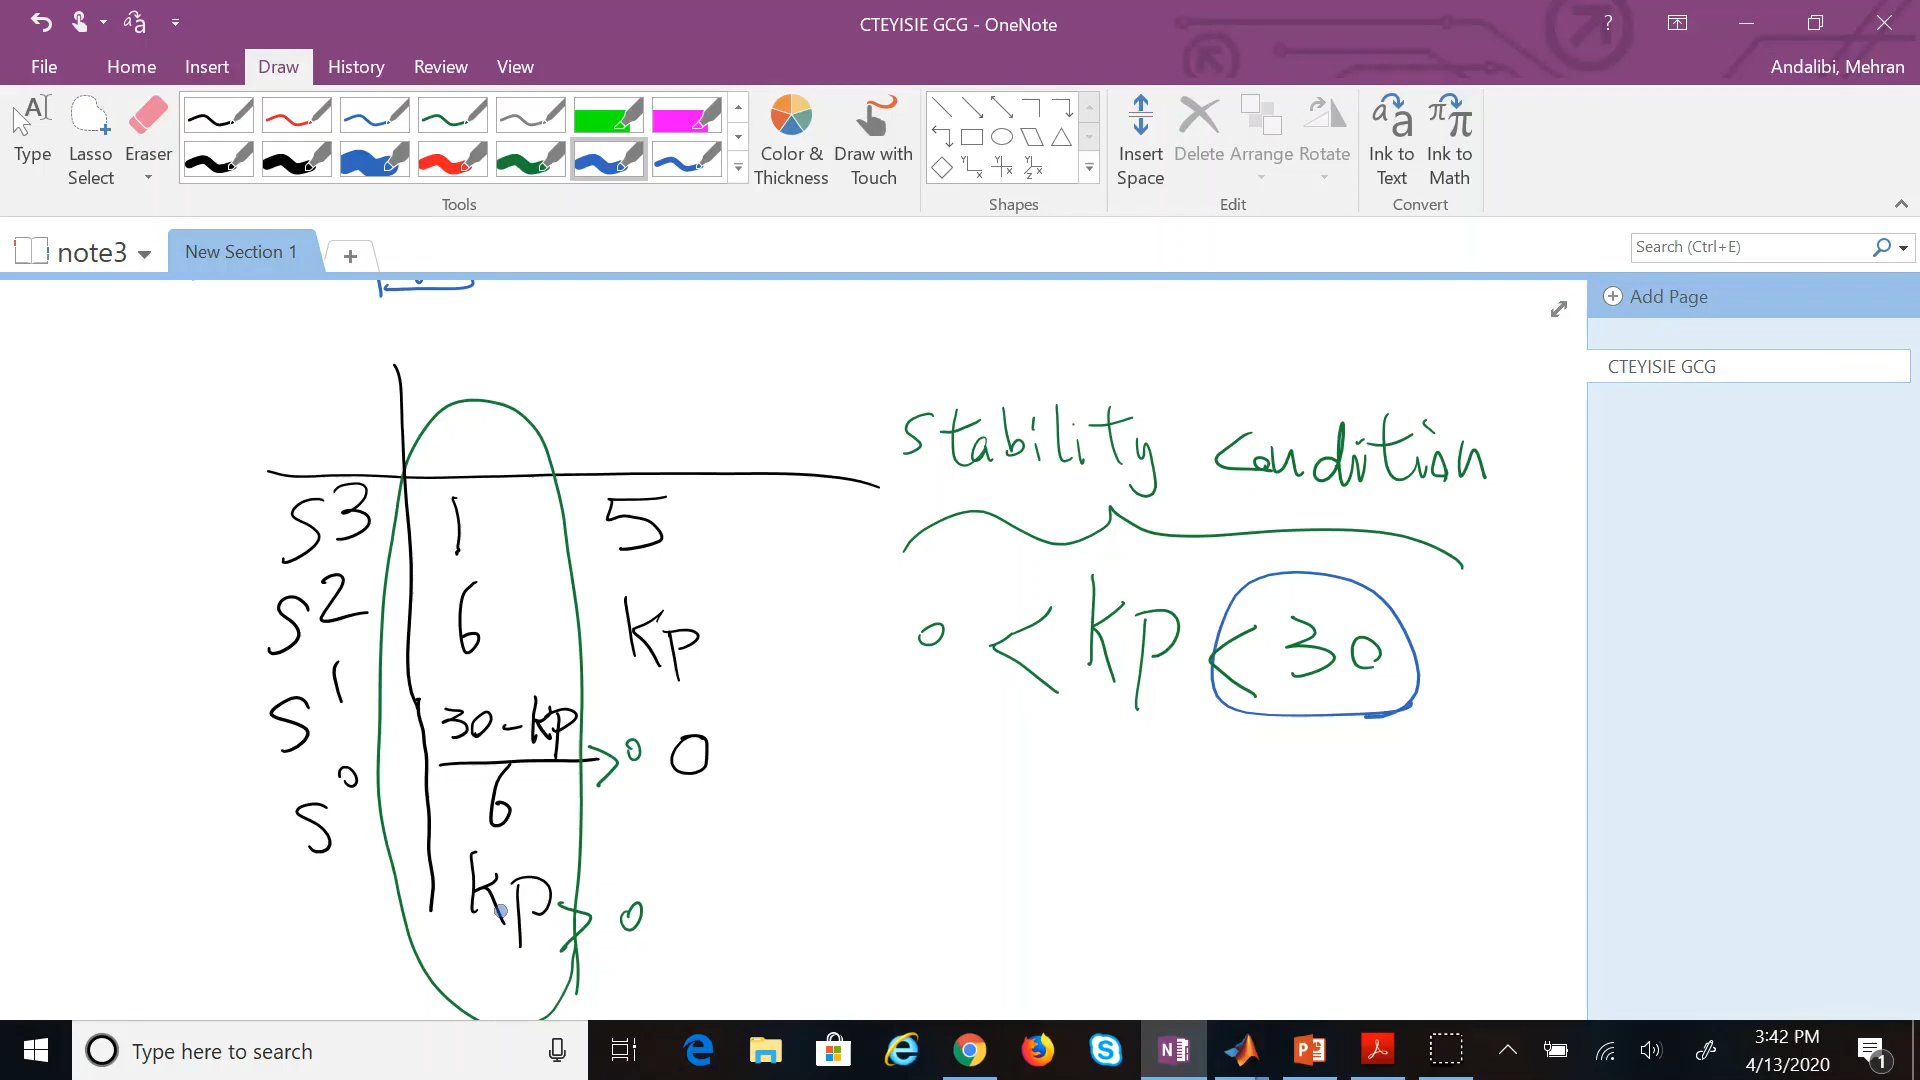 CTEYISIE GCG - OneNote
File Home Insert Draw History Review View
Andalibi, Mehran
Type
Lasso Select
Eraser
Color & Thickness
Draw with Touch
Insert Space
Delete
Arrange
Rotate
Ink to Text
Ink to Math
Tools
Shapes
Edit
Convert
note3
New Section 1
Search (Ctrl+E)
Add Page
CTEYISIE GCG
stability condition
S3 1 5
S2 6 kp
S1 30-kp/6 >0 0
S0 kp > 0
0 < kp < 30
Type here to search
3:42 PM
4/13/2020
1